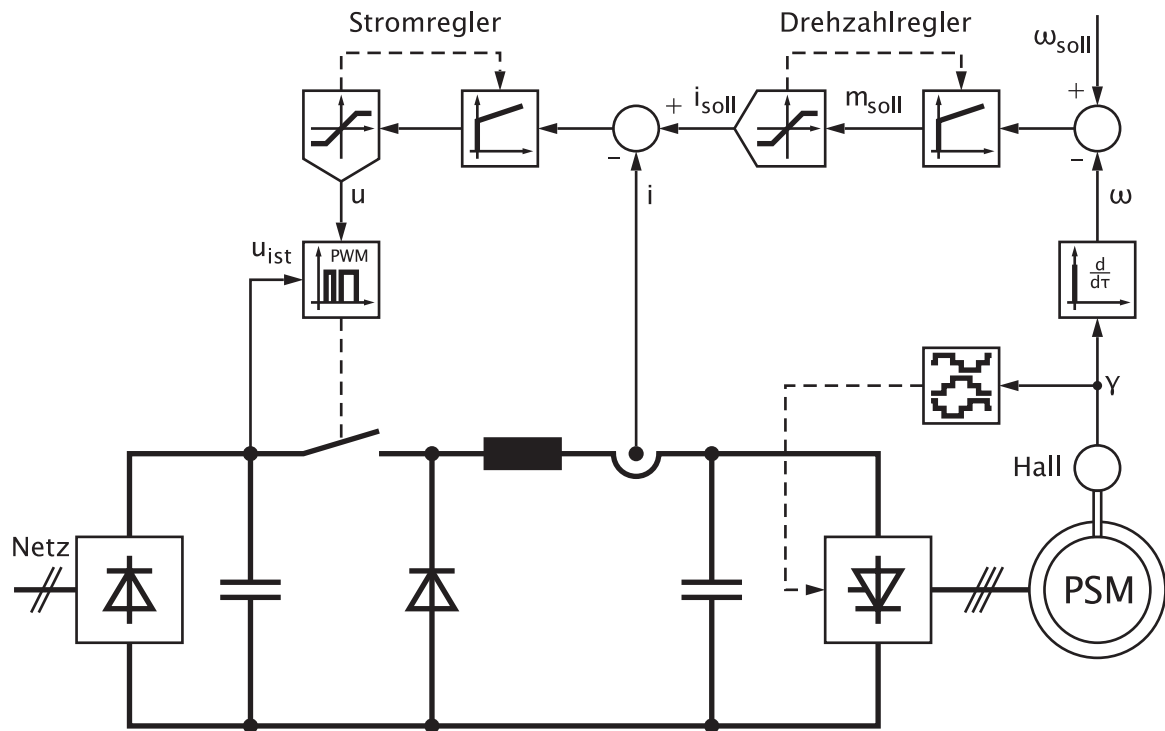 Stromregler
Drehzahlregler
ω_soll
+
-
i_soll
m_soll
+
-
i
u
ω
u_ist
PWM
d
dτ
γ
Hall
Netz
PSM